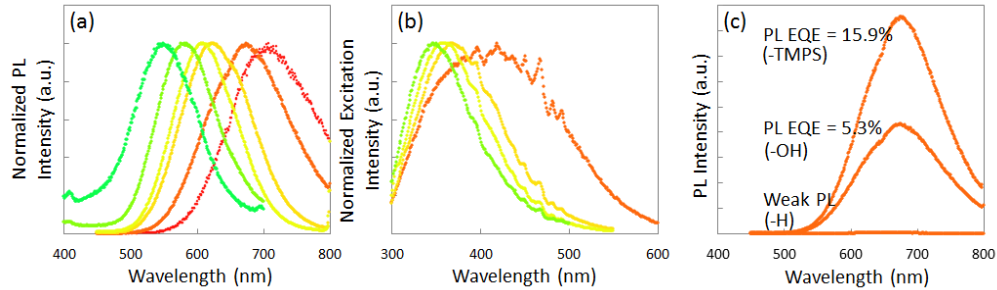 (a)
Normalized PL
Intensity (a.u.)
400 500 600 700 800
Wavelength (nm)
(b)
Normalized Excitation
Intensity (a.u.)
300 400 500 600
Wavelength (nm)
(c)
PL Intensity (a.u.)
PL EQE = 15.9%
(-TMPS)
PL EQE = 5.3%
(-OH)
Weak PL
(-H)
400 500 600 700 800
Wavelength (nm)